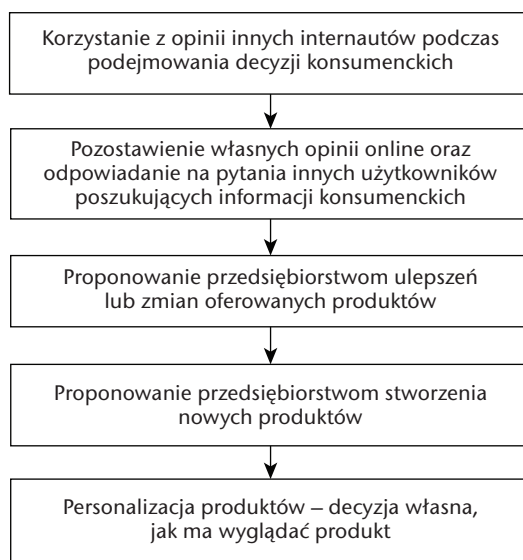 Korzystanie z opinii innych internautów podczas
podejmowania decyzji konsumenckich
Pozostawienie własnych opinii online oraz
odpowiadanie na pytania innych użytkowników
poszukujących informacji konsumenckich
Proponowanie przedsiębiorstwom ulepszeń
lub zmian oferowanych produktów
Proponowanie przedsiębiorstwom stworzenia
nowych produktów
Personalizacja produktów – decyzja własna,
jak ma wyglądać produkt